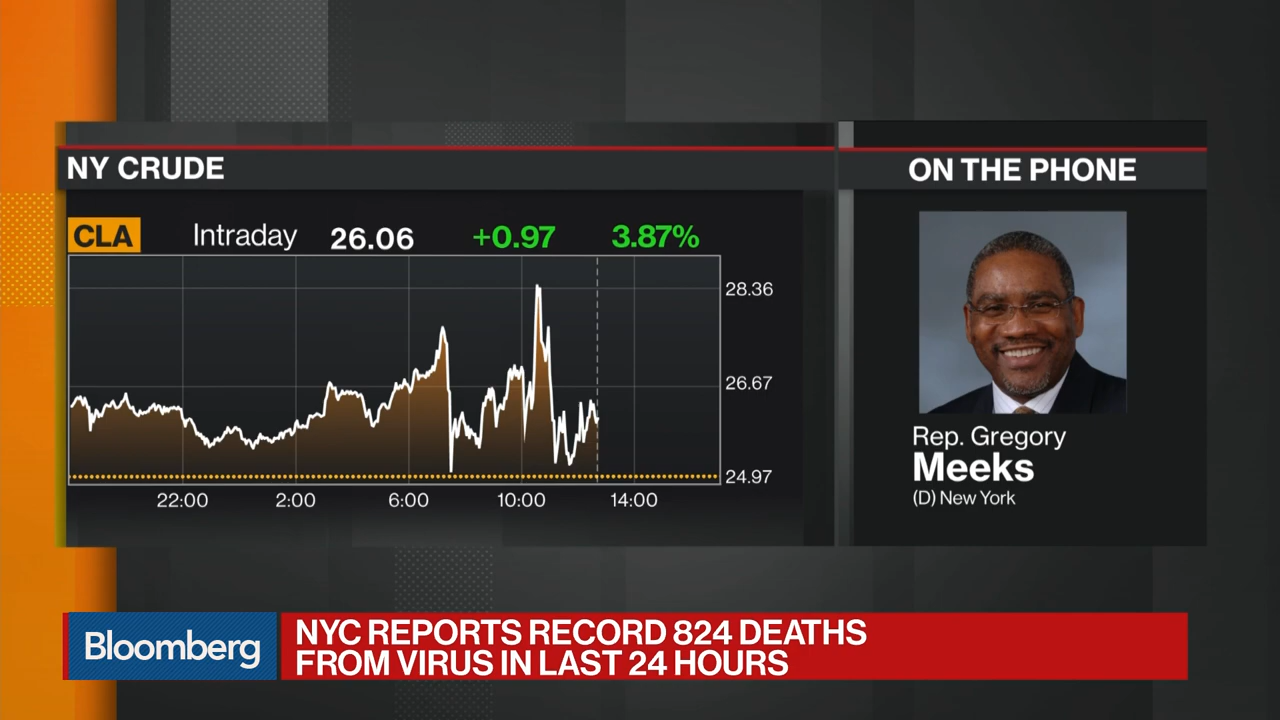 NY CRUDE
CLA Intraday 26.06 +0.97 3.87%
28.36
26.67
24.97
22:00 2:00 6:00 10:00 14:00
ON THE PHONE
Rep. Gregory
Meeks
(D) New York
Bloomberg
NYC REPORTS RECORD 824 DEATHS
FROM VIRUS IN LAST 24 HOURS